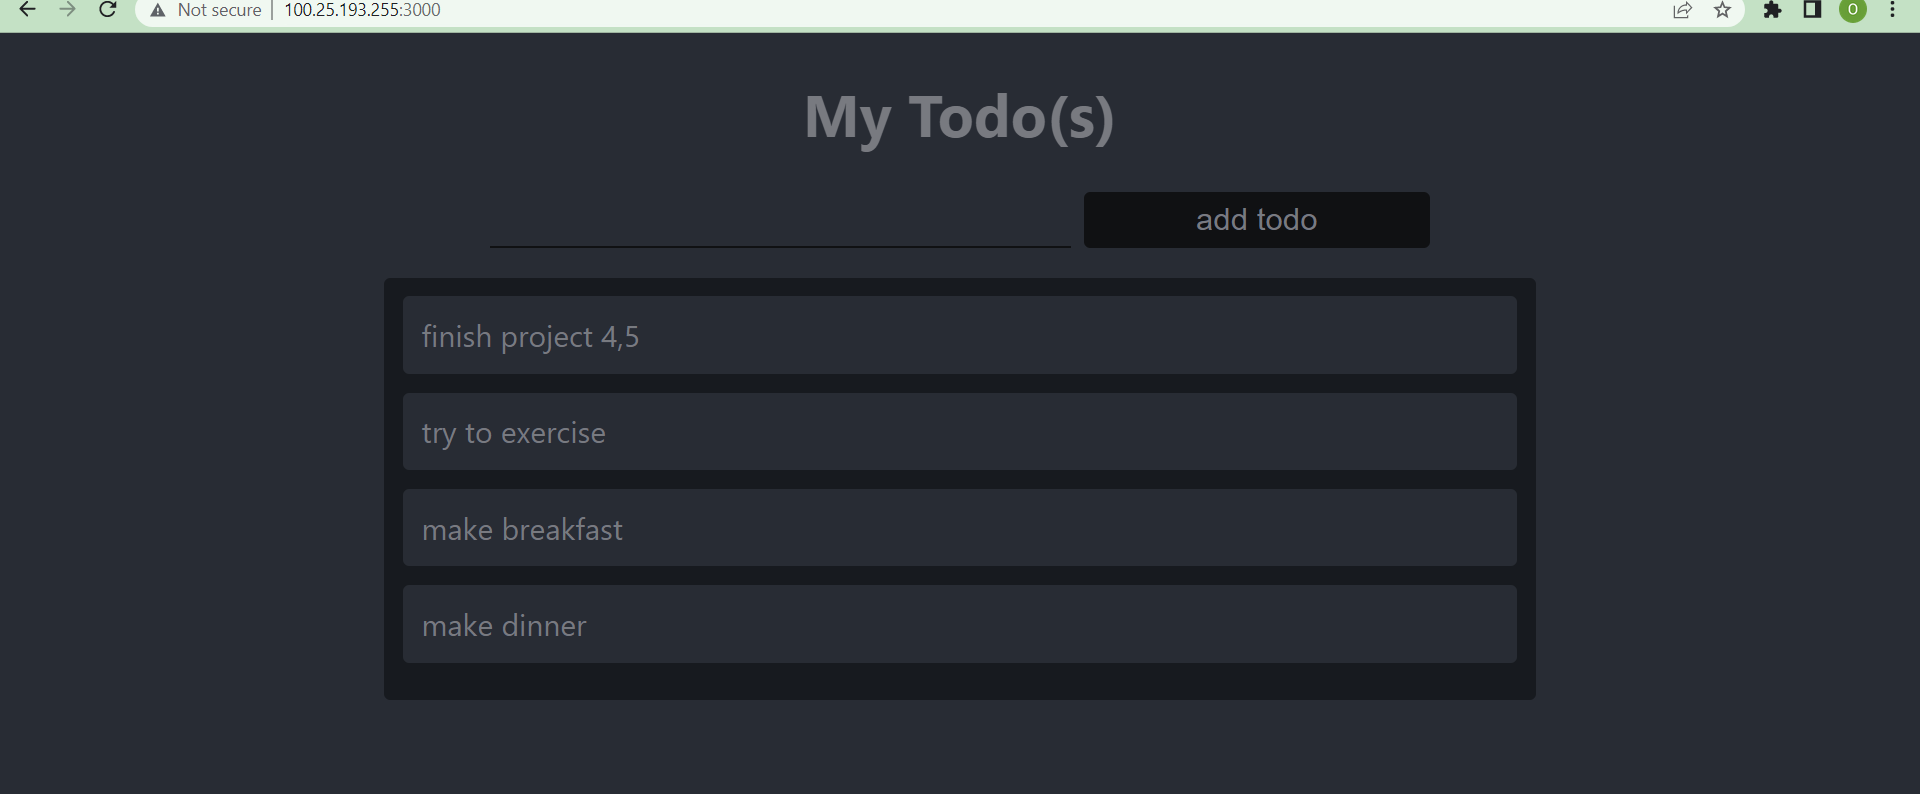 Not secure | 100.25.193.255:3000
O
My Todo(s)
add todo
finish project 4,5
try to exercise
make breakfast
make dinner